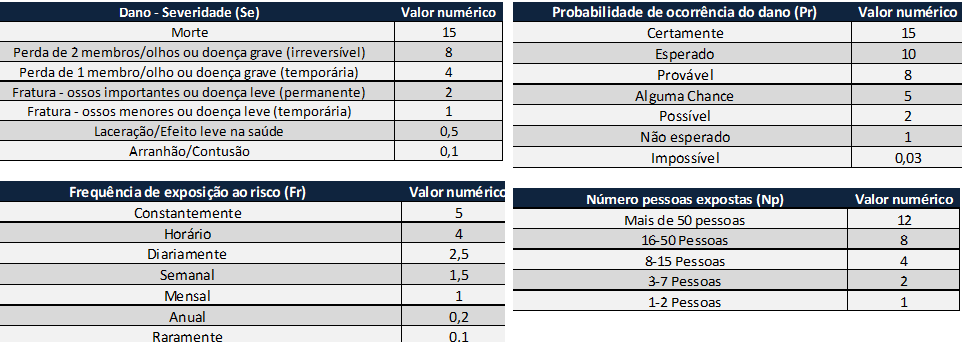 Dano - Severidade (Se) Valor numérico
Morte 15
Perda de 2 membros/olhos ou doença grave (irreversível) 8
Perda de 1 membro/olho ou doença grave (temporária) 4
Fratura - ossos importantes ou doença leve (permanente) 2
Fratura - ossos menores ou doença leve (temporária) 1
Laceração/Efeito leve na saúde 0,5
Arranhão/Contusão 0,1
Probabilidade de ocorrência do dano (Pr) Valor numérico
Certamente 15
Esperado 10
Provável 8
Alguma Chance 5
Possível 2
Não esperado 1
Impossível 0,03
Frequência de exposição ao risco (Fr) Valor numérico
Constantemente 5
Horário 4
Diariamente 2,5
Semanal 1,5
Mensal 1
Anual 0,2
Raramente 0,1
Número pessoas expostas (Np) Valor numérico
Mais de 50 pessoas 12
16-50 Pessoas 8
8-15 Pessoas 4
3-7 Pessoas 2
1-2 Pessoas 1